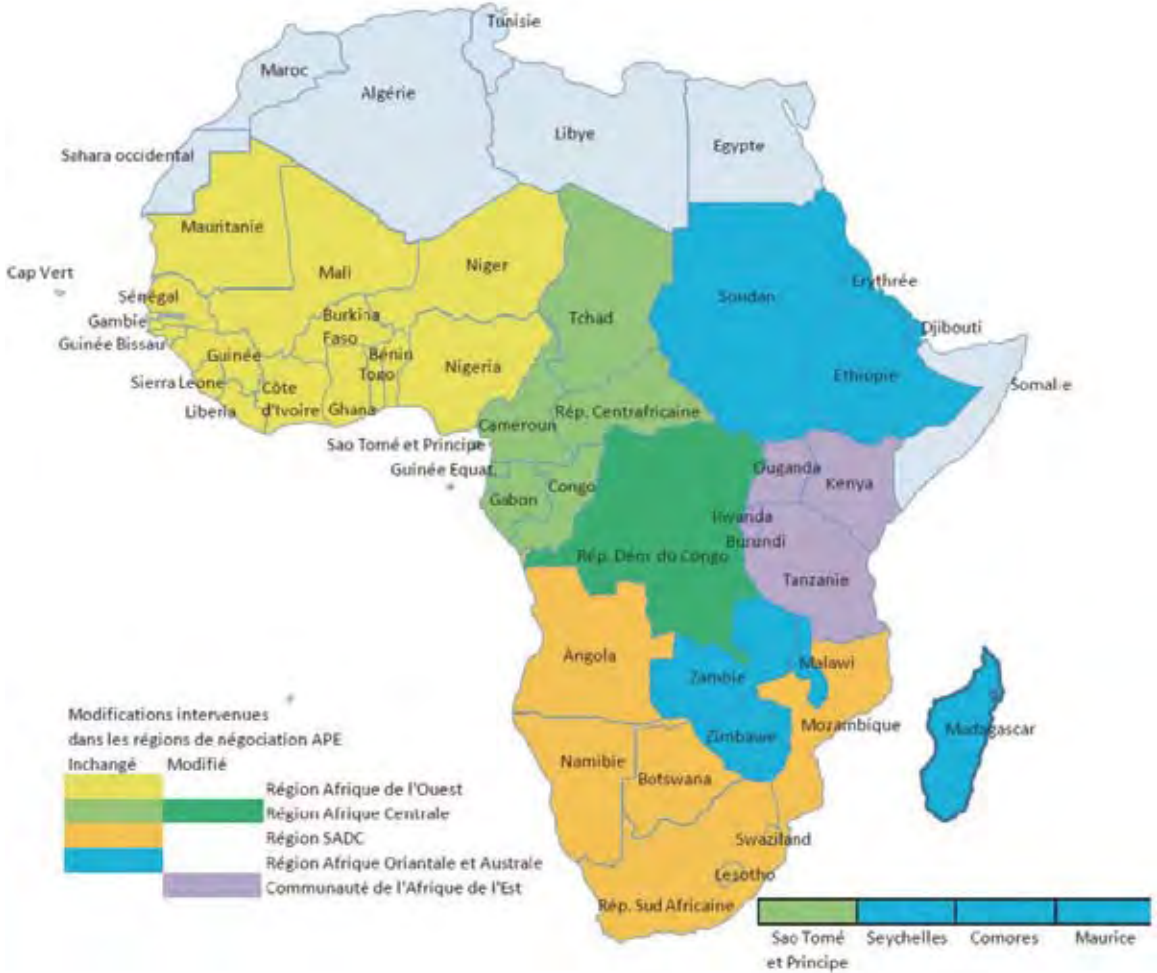 Tunisie
Maroc
Algérie
Libye
Egypte
Sahara occidental
Mauritanie
Mali
Niger
Cap Vert
Sénégal
Gambie
Guinée Bissau
Burkina
Faso
Guinée
Bénin
Togo
Sierra Leone
Côte
d'Ivoire
Liberia
Ghana
Nigeria
Tchad
Soudan
Erythrée
Djibouti
Ethiopie
Somalie
Rép. Centrafricaine
Cameroun
Sao Tomé et Principe
Guinée Equat.
Gabon
Congo
Ouganda
Kenya
Rwanda
Burundi
Rép. Dém. du Congo
Tanzanie
Angola
Zambie
Malawi
Mozambique
Madagascar
Zimbawe
Namibie
Botswana
Swaziland
Lesotho
Rép. Sud Africaine
Modifications intervenues
dans les régions de négociation APE
Inchangé Modifié
Région Afrique de l'Ouest
Région Afrique Centrale
Région SADC
Région Afrique Oriantale et Australe
Communauté de l'Afrique de l'Est
Sao Tomé
et Principe
Seychelles
Comores
Maurice